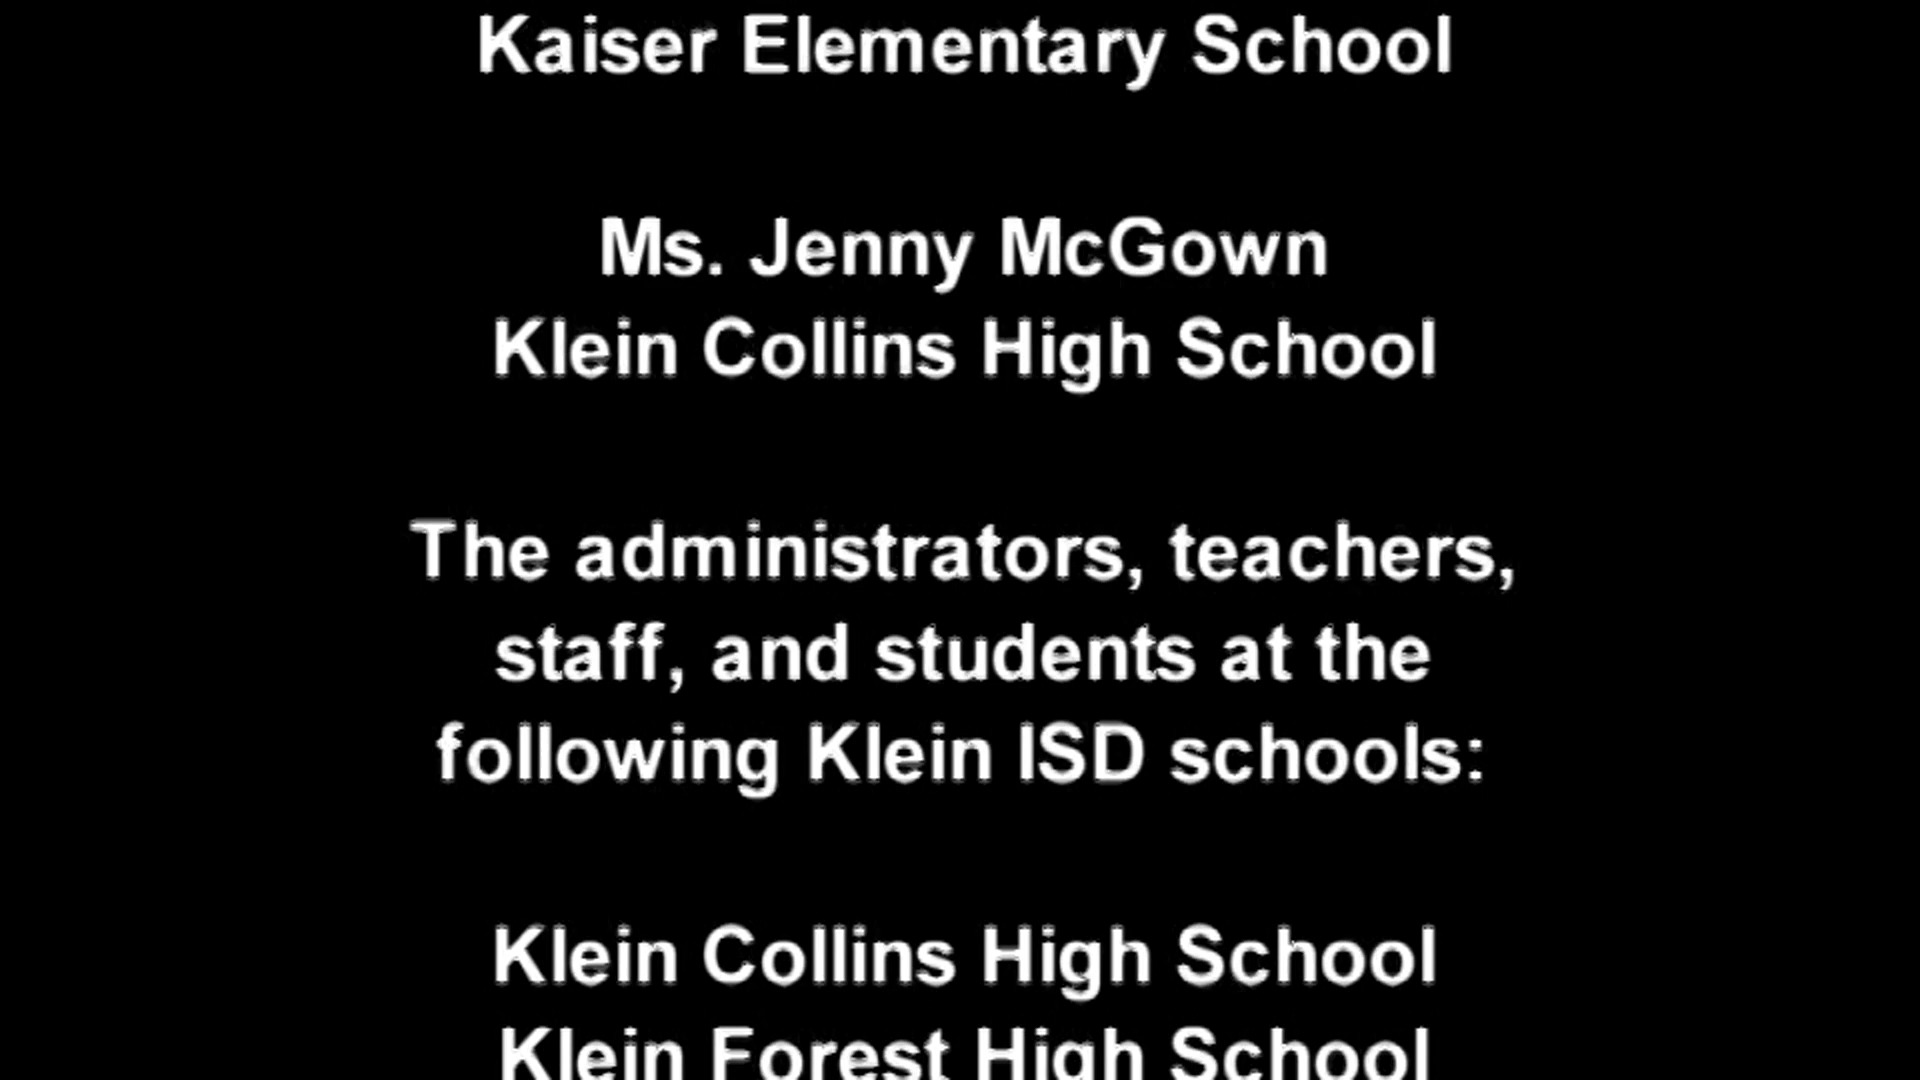 Kaiser Elementary School
Ms. Jenny McGown
Klein Collins High School
The administrators, teachers,
staff, and students at the
following Klein ISD schools:
Klein Collins High School
Klein Forest High School